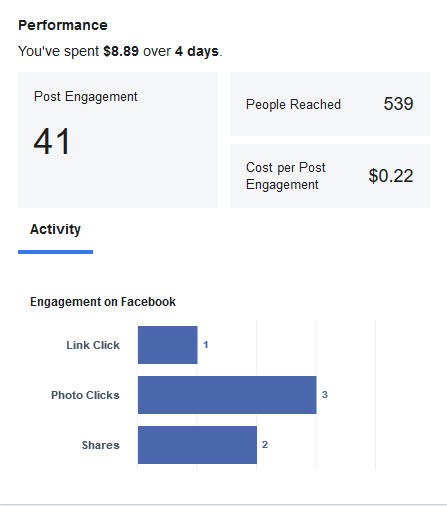 Performance
You've spent $8.89 over 4 days.
Post Engagement
41
People Reached 539
Cost per Post
Engagement $0.22
Activity
Engagement on Facebook
Link Click 1
Photo Clicks 3
Shares 2